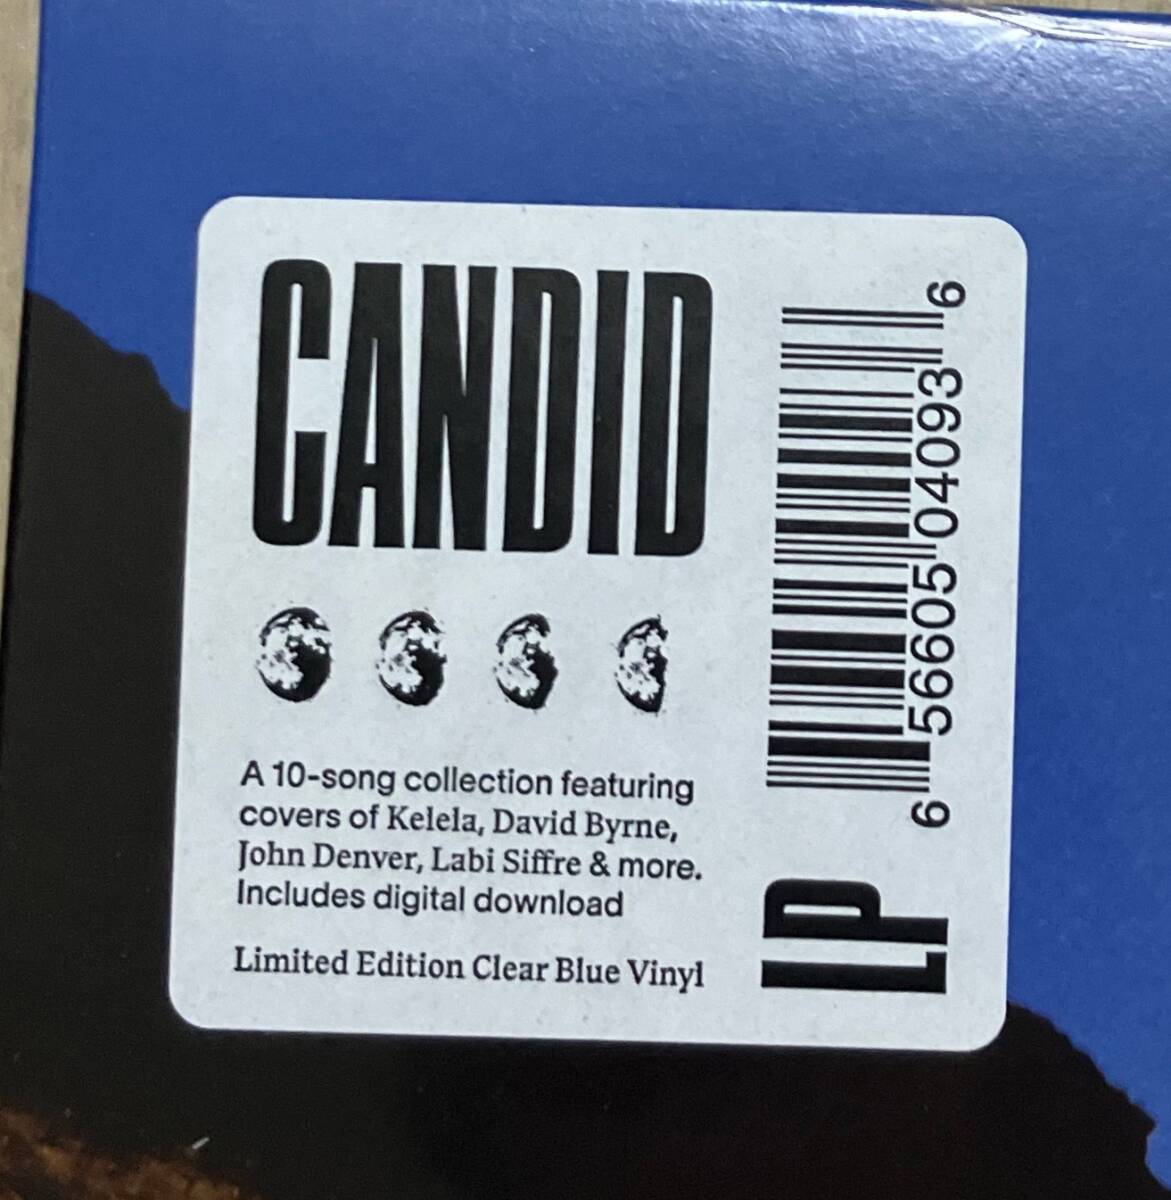 CANDID
A 10-song collection featuring
covers of Kelela, David Byrne,
John Denver, Labi Siffre & more.
Includes digital download
Limited Edition Clear Blue Vinyl
LP
6 56605 04093 6